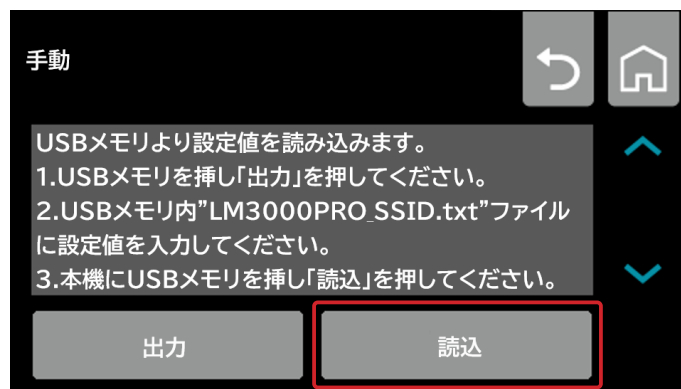 手動
USBメモリより設定値を読み込みます。
1.USBメモリを挿し「出力」を押してください。
2.USBメモリ内”LM3000PRO_SSID.txt”ファイル
に設定値を入力してください。
3.本機にUSBメモリを挿し「読込」を押してください。
出力
読込